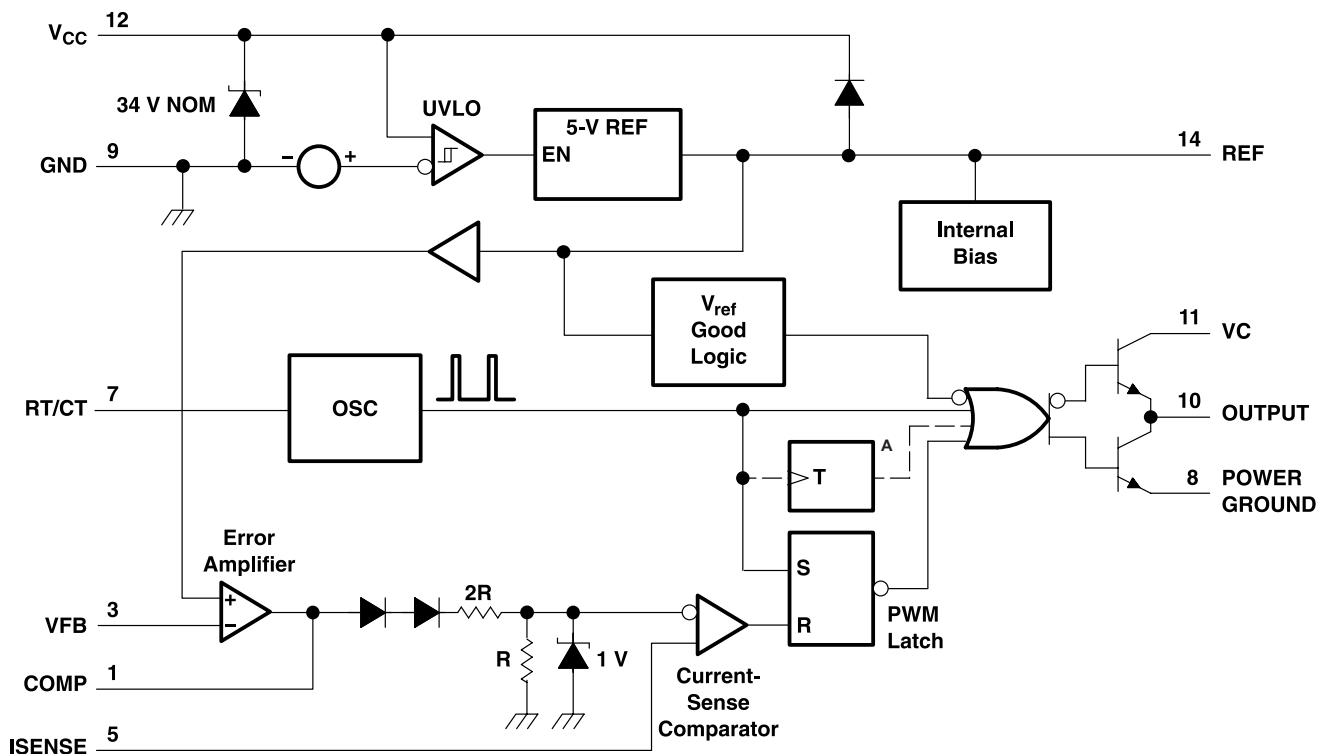 VCC 12
34 V NOM
UVLO
5-V REF
EN
GND 9
- +
14 REF
Internal
Bias
Vref
Good
Logic
11 VC
RT/CT 7
OSC
10 OUTPUT
T
A
8 POWER
GROUND
Error
Amplifier
+
-
VFB 3
2R
S
R
PWM
Latch
R
1 V
COMP 1
Current-
Sense
Comparator
ISENSE 5